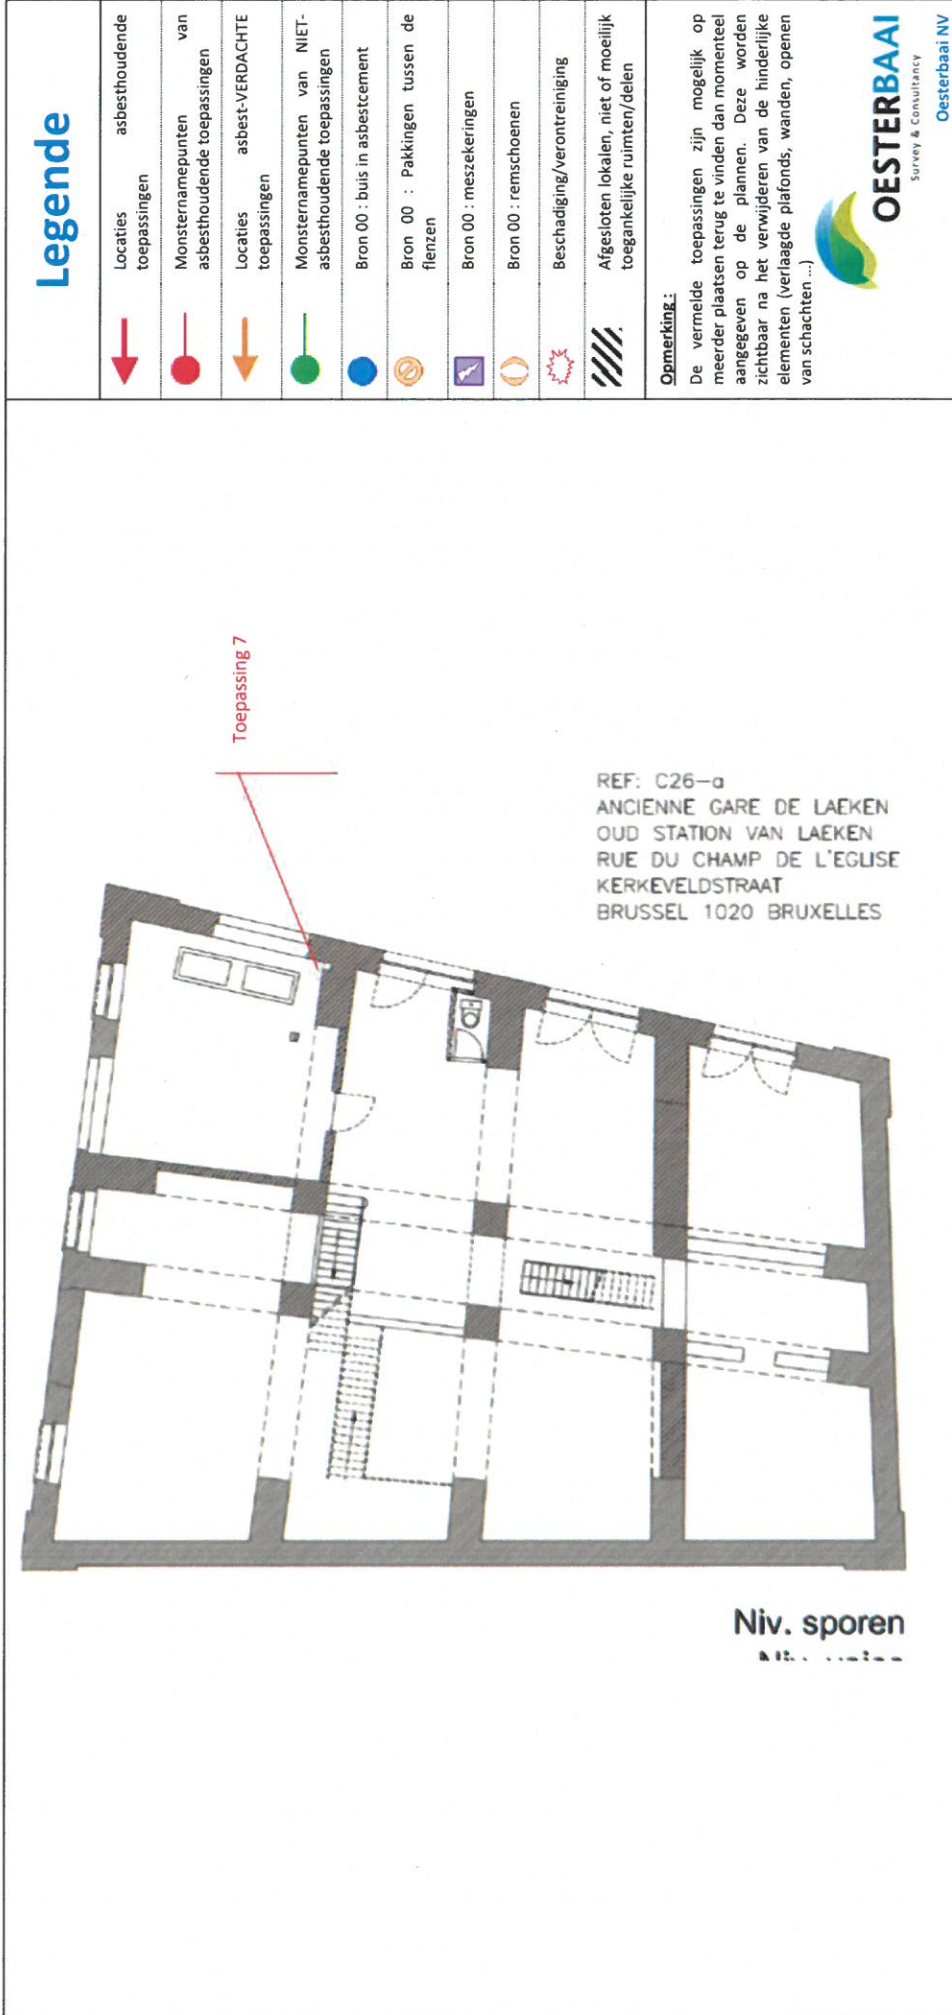 Legende
Locaties asbesthoudende
toepassingen
Monsternamepunten van
asbesthoudende toepassingen
Locaties asbest-VERDACHTE
toepassingen
Monsternamepunten van NIET-
asbesthoudende toepassingen
Bron 00 : buis in asbestcement
Bron 00 : Pakkingen tussen de
flenzen
Bron 00 : meszekeringen
Bron 00 : remschoenen
Beschadiging/verontreiniging
Afgesloten lokalen, niet of moeilijk
toegankelijke ruimten/delen
Opmerking :
De vermelde toepassingen zijn mogelijk op
meerder plaatsen terug te vinden dan momenteel
aangegeven op de plannen. Deze worden
zichtbaar na het verwijderen van de hinderlijke
elementen (verlaagde plafonds, wanden, openen
van schachten ...)
OESTERBAAI
Survey & Consultancy
Oesterbaai NV
Toepassing 7
REF: C26-a
ANCIENNE GARE DE LAEKEN
OUD STATION VAN LAEKEN
RUE DU CHAMP DE L'EGLISE
KERKEVELDSTRAAT
BRUSSEL 1020 BRUXELLES
Niv. sporen